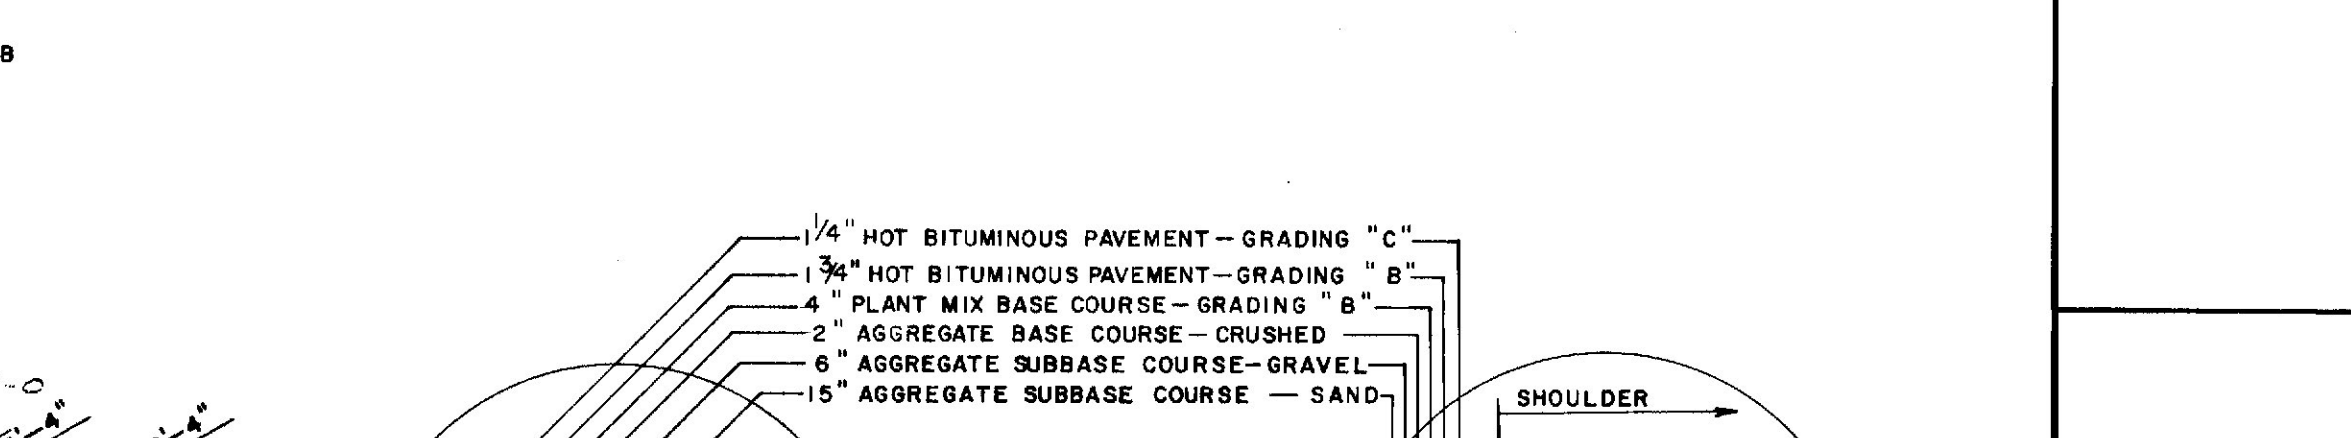 B
1 1/4" HOT BITUMINOUS PAVEMENT — GRADING "C"
1 3/4" HOT BITUMINOUS PAVEMENT — GRADING "B"
4" PLANT MIX BASE COURSE — GRADING "B"
2" AGGREGATE BASE COURSE — CRUSHED
6" AGGREGATE SUBBASE COURSE-GRAVEL
15" AGGREGATE SUBBASE COURSE — SAND
SHOULDER